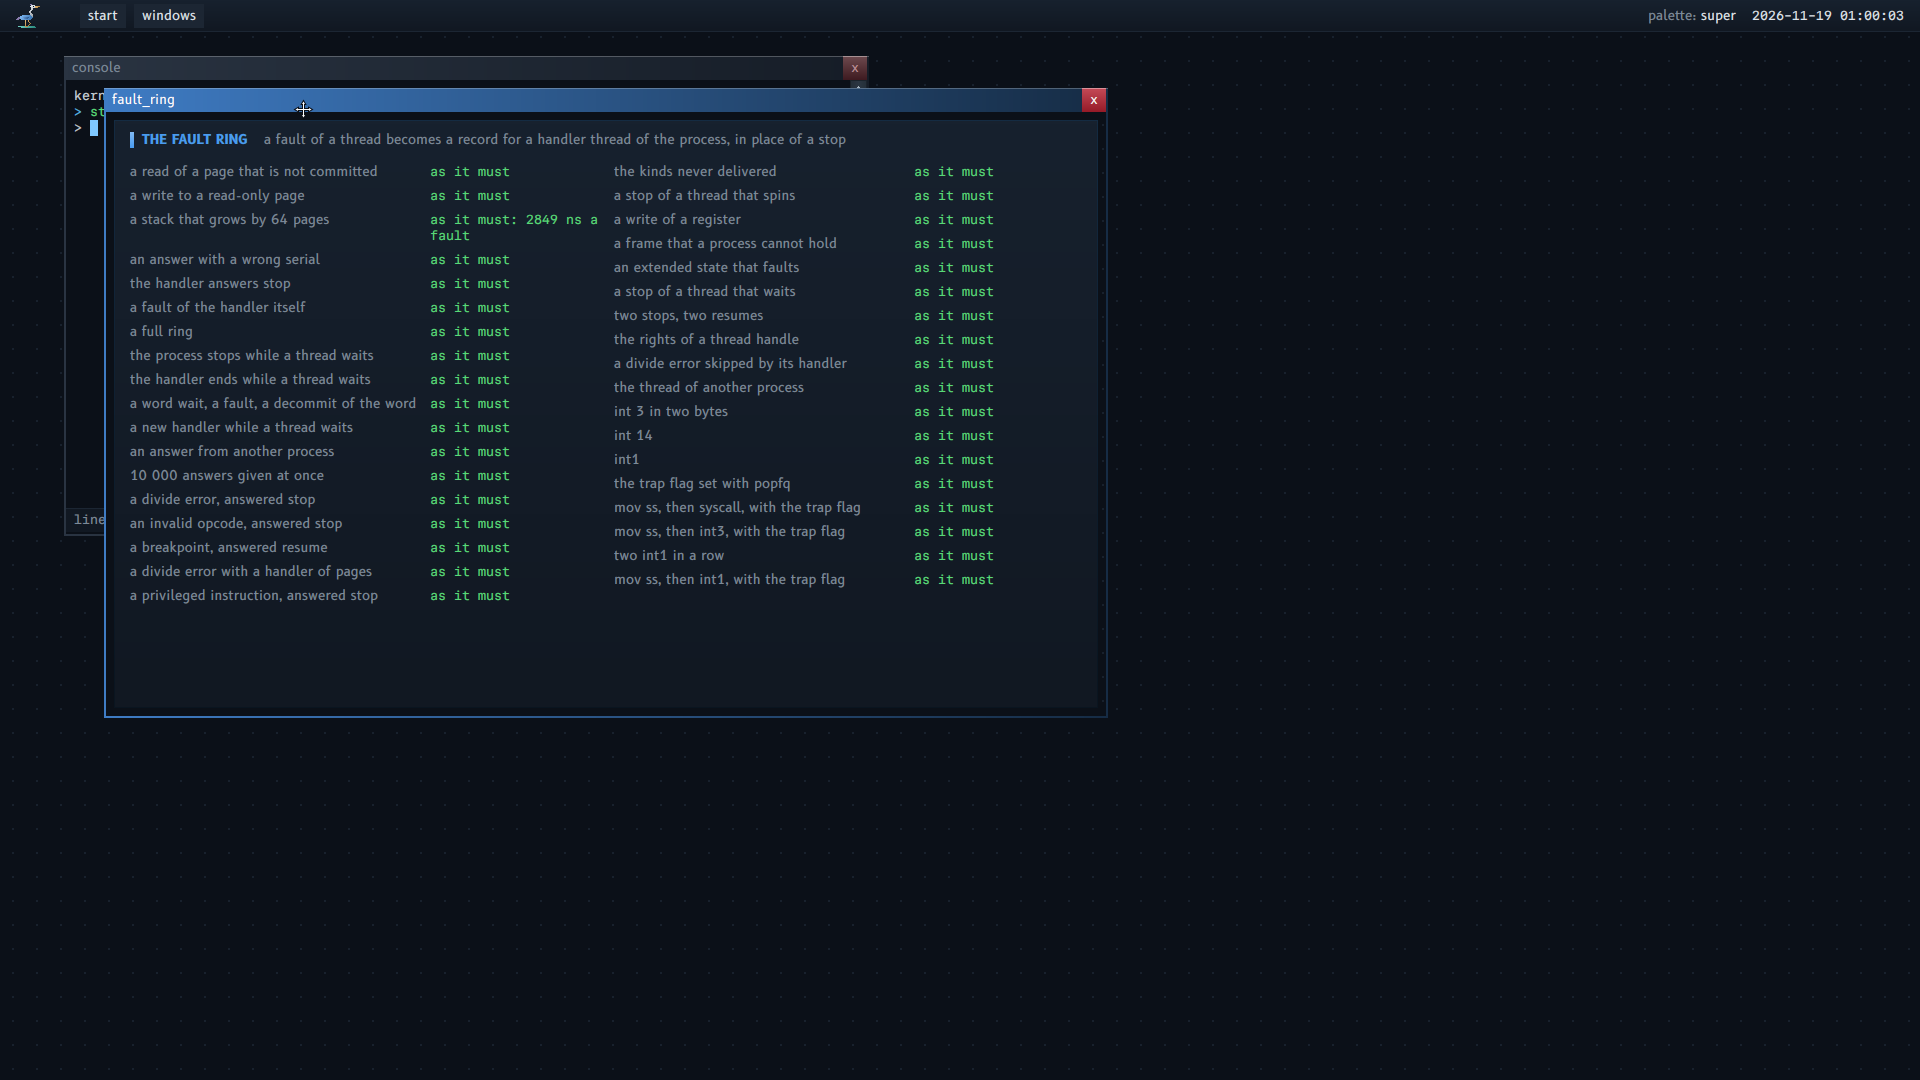 start windows palette: super 2026-11-19 01:00:03
console x
kern
> st
>
line
fault_ring x
THE FAULT RING a fault of a thread becomes a record for a handler thread of the process, in place of a stop
a read of a page that is not committed as it must
a write to a read-only page as it must
a stack that grows by 64 pages as it must: 2849 ns a
fault
an answer with a wrong serial as it must
the handler answers stop as it must
a fault of the handler itself as it must
a full ring as it must
the process stops while a thread waits as it must
the handler ends while a thread waits as it must
a word wait, a fault, a decommit of the word as it must
a new handler while a thread waits as it must
an answer from another process as it must
10 000 answers given at once as it must
a divide error, answered stop as it must
an invalid opcode, answered stop as it must
a breakpoint, answered resume as it must
a divide error with a handler of pages as it must
a privileged instruction, answered stop as it must
the kinds never delivered as it must
a stop of a thread that spins as it must
a write of a register as it must
a frame that a process cannot hold as it must
an extended state that faults as it must
a stop of a thread that waits as it must
two stops, two resumes as it must
the rights of a thread handle as it must
a divide error skipped by its handler as it must
the thread of another process as it must
int 3 in two bytes as it must
int 14 as it must
int1 as it must
the trap flag set with popfq as it must
mov ss, then syscall, with the trap flag as it must
mov ss, then int3, with the trap flag as it must
two int1 in a row as it must
mov ss, then int1, with the trap flag as it must